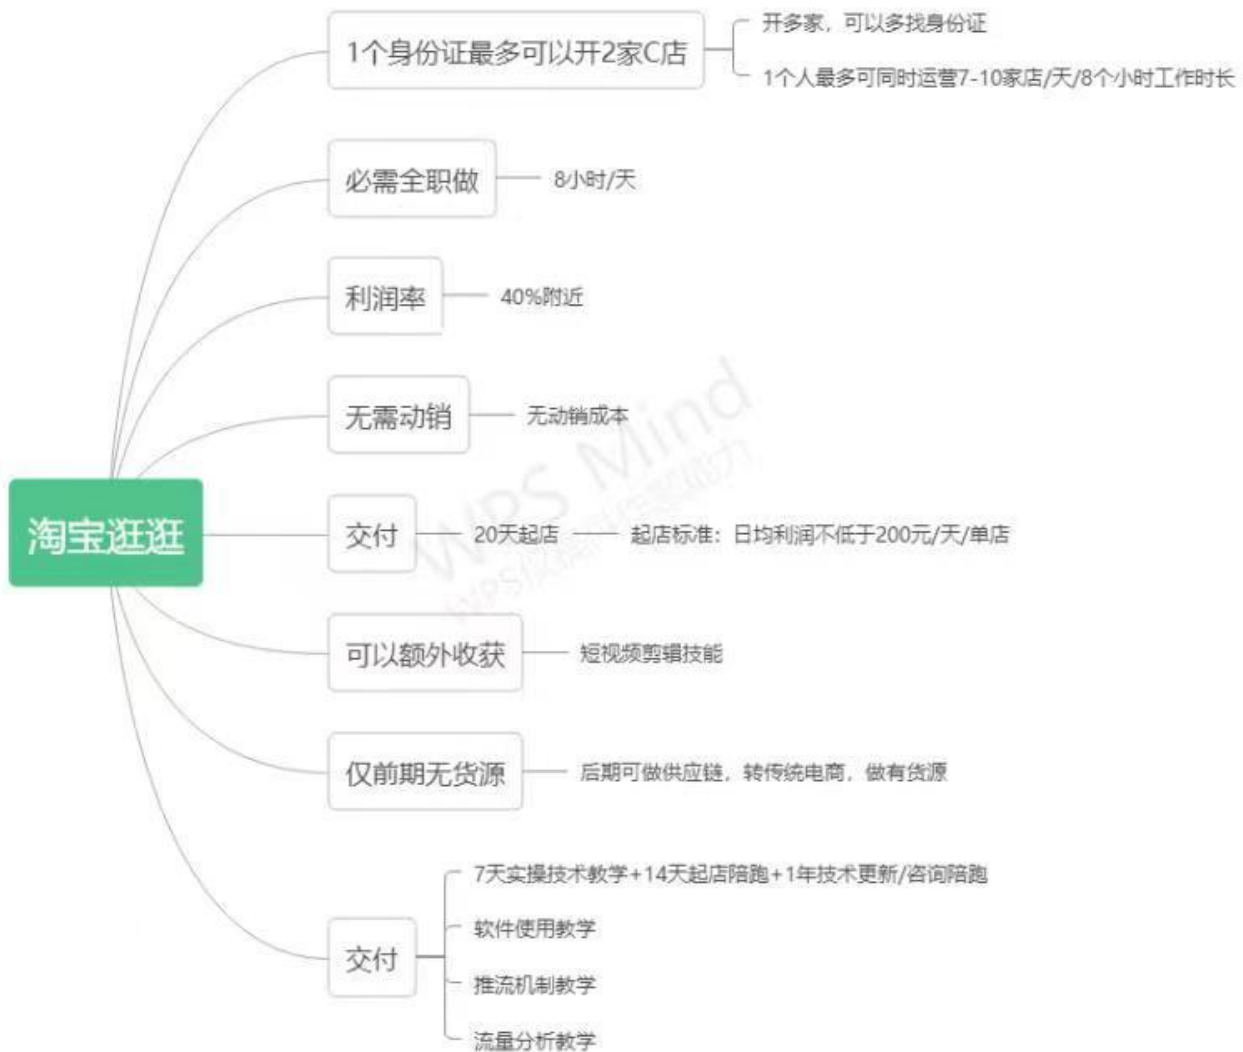 1个身份证最多可以开2家C店
开多家，可以多找身份证
1个人最多可同时运营7-10家店/天/8个小时工作时长
必需全职做
8小时/天
利润率
40%附近
无需动销
无动销成本
淘宝逛逛
交付
20天起店
起店标准：日均利润不低于200元/天/单店
可以额外收获
短视频剪辑技能
仅前期无货源
后期可做供应链，转传统电商，做有货源
交付
7天实操技术教学+14天起店陪跑+1年技术更新/咨询陪跑
软件使用教学
推流机制教学
流量分析教学
WPS Mind